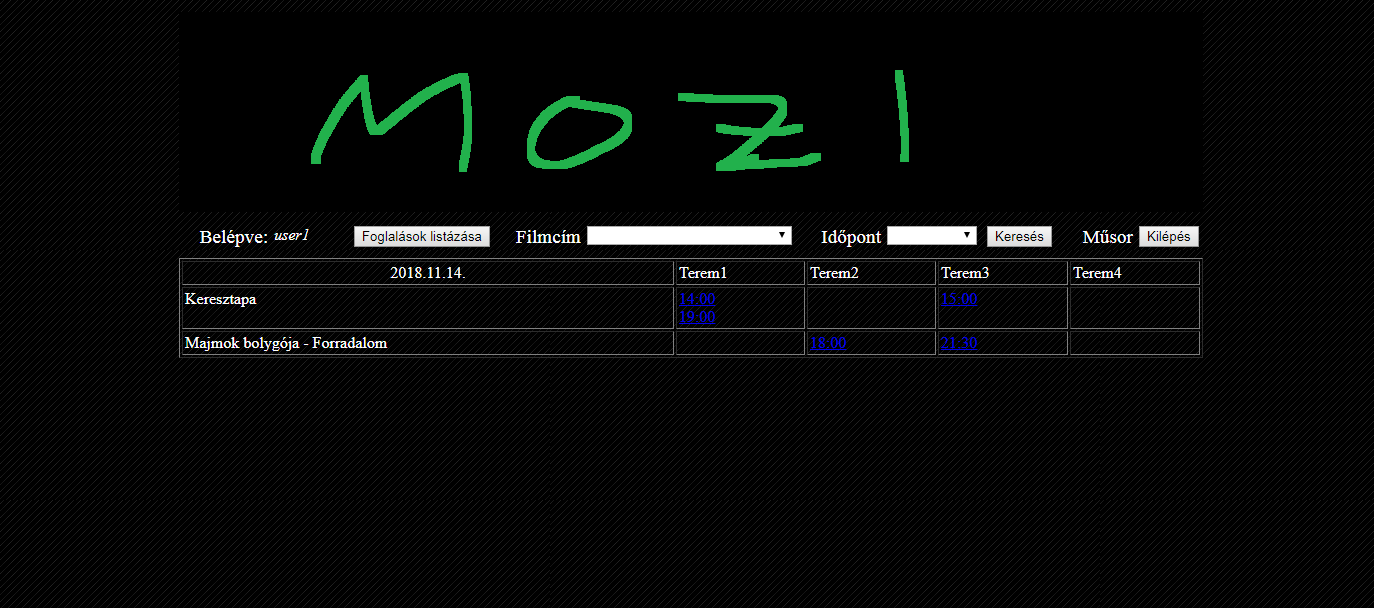 MOZI
Belépve: user1 Foglalások listázása Filmcím Időpont Keresés Műsor Kilépés
2018.11.14. Terem1 Terem2 Terem3 Terem4
Keresztapa 14:00 15:00
19:00
Majmok bolygója - Forradalom 18:00 21:30